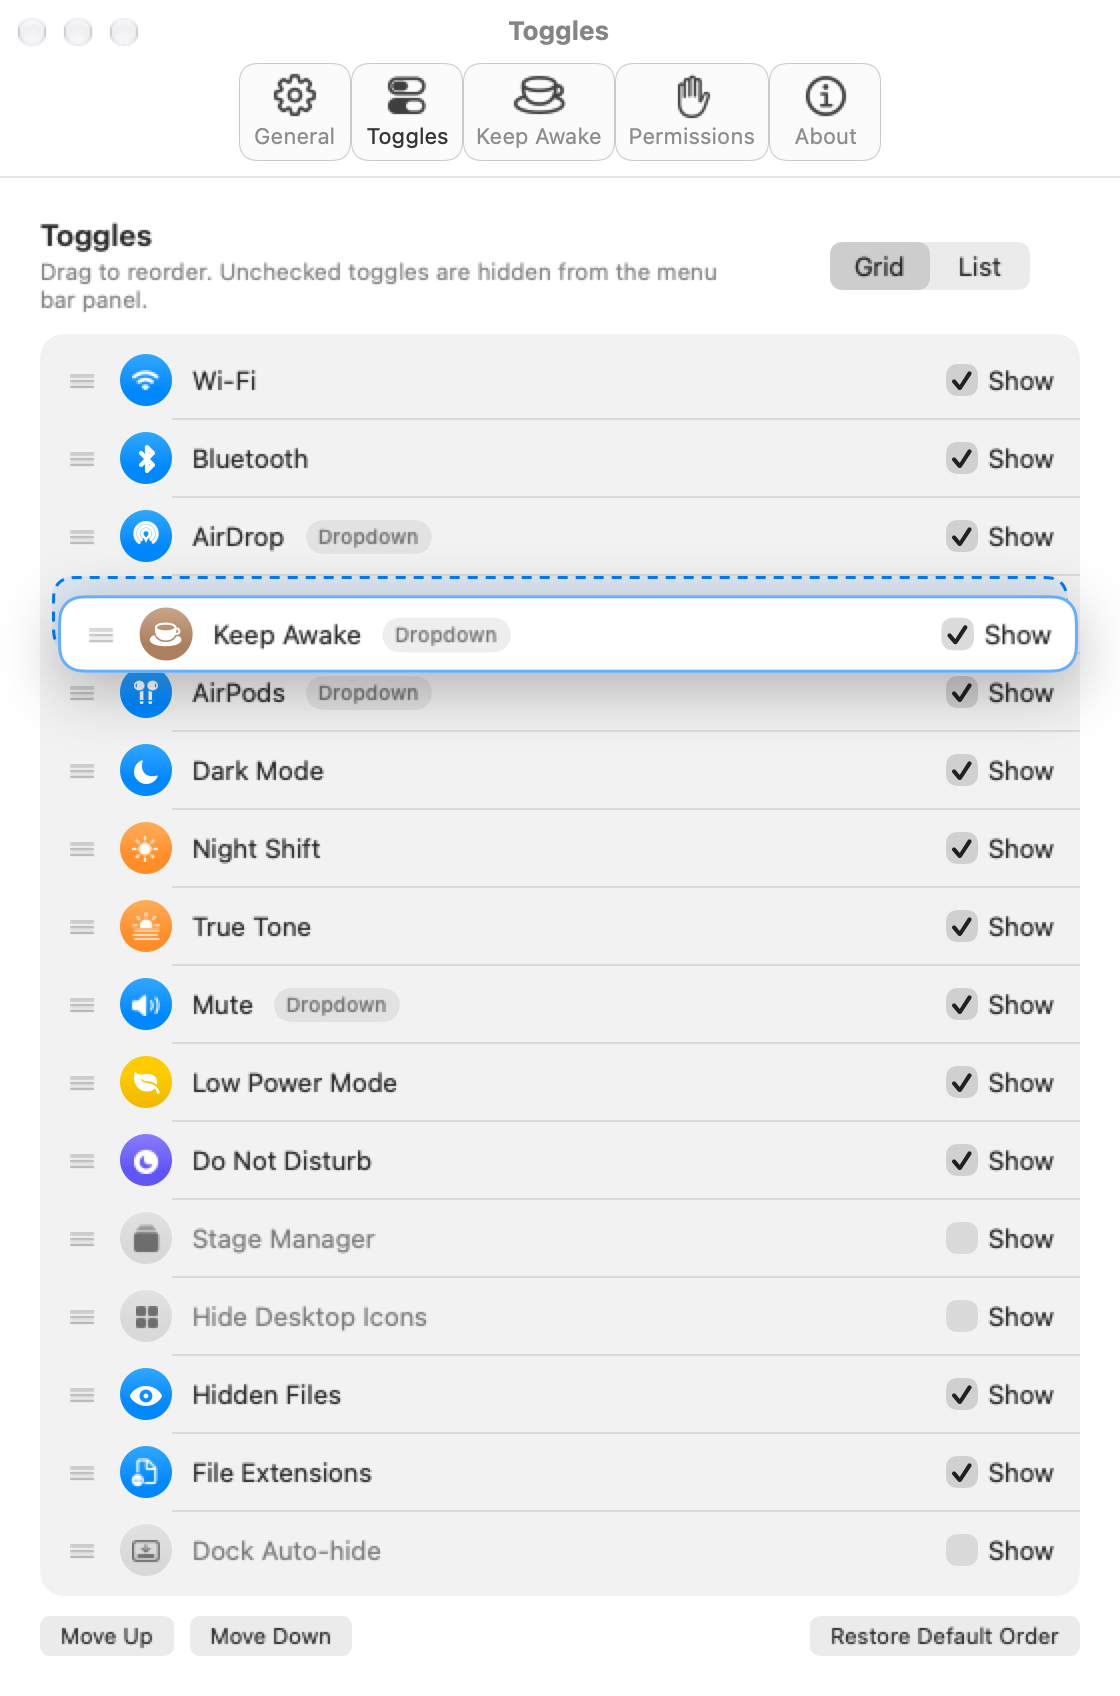 Toggles
General
Toggles
Keep Awake
Permissions
About
Toggles
Drag to reorder. Unchecked toggles are hidden from the menu
bar panel.
Grid
List
Wi-Fi Show
Bluetooth Show
AirDrop Dropdown Show
Keep Awake Dropdown Show
AirPods Dropdown Show
Dark Mode Show
Night Shift Show
True Tone Show
Mute Dropdown Show
Low Power Mode Show
Do Not Disturb Show
Stage Manager Show
Hide Desktop Icons Show
Hidden Files Show
File Extensions Show
Dock Auto-hide Show
Move Up
Move Down
Restore Default Order